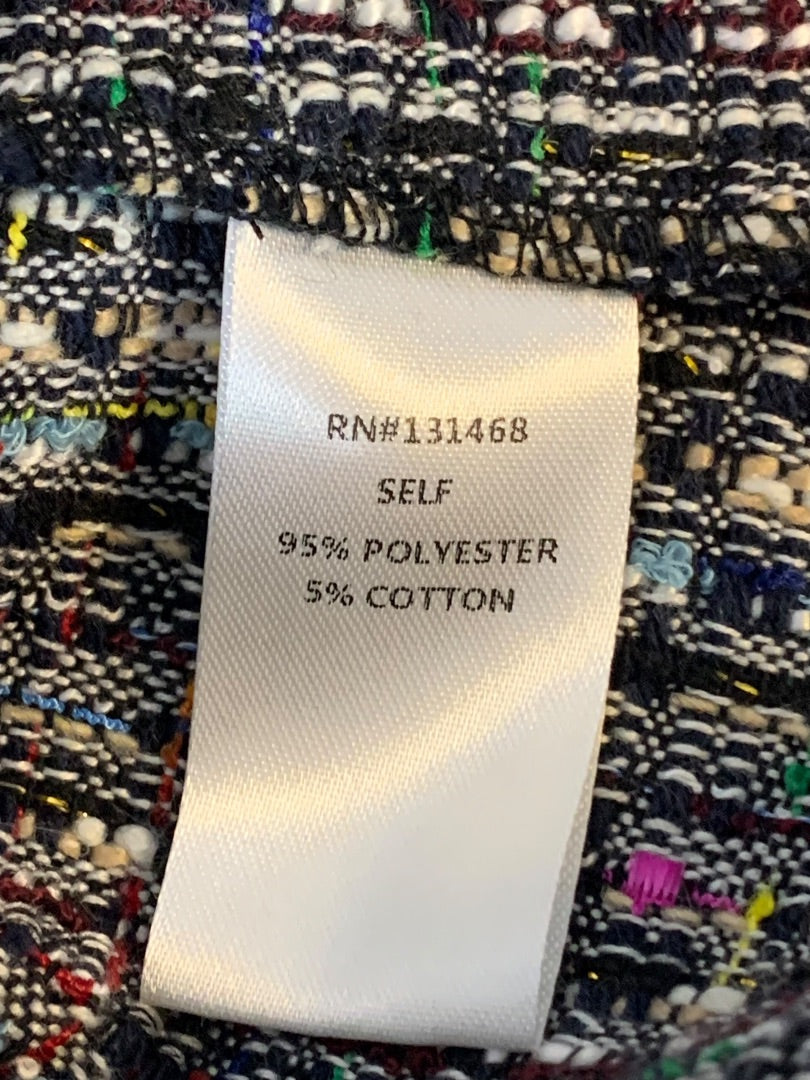 RN#131468
SELF
95% POLYESTER
5% COTTON